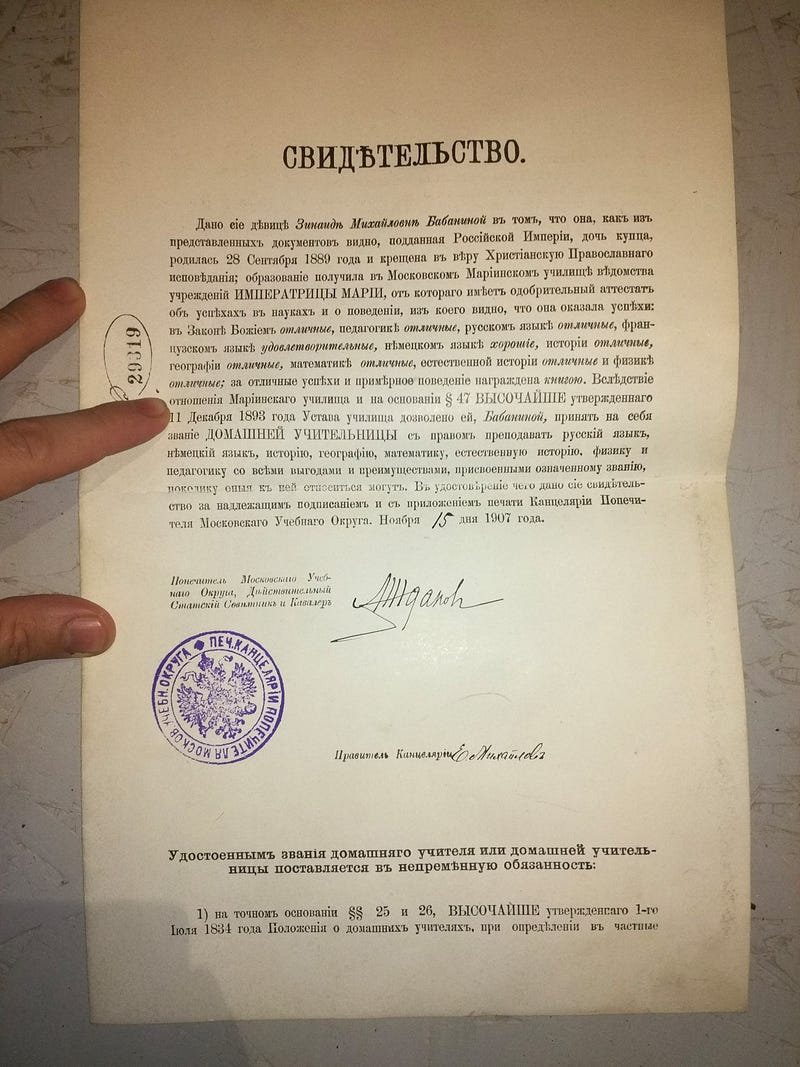 СВИДѢТЕЛЬСТВО.
Дано сіе дѣвицѣ Зинаидѣ Михайловнѣ Бабаниной въ томъ, что она, какъ изъ
представленныхъ документовъ видно, подданная Россійской Имперіи, дочь купца,
родилась 28 Сентября 1889 года и крещена въ вѣру Христіанскую Православнаго
исповѣданія; образованіе получила въ Московскомъ Маріинскомъ училищѣ вѣдомства
учрежденій ИМПЕРАТРИЦЫ МАРІИ, отъ котораго имѣетъ одобрительный аттестатъ
объ успѣхахъ въ наукахъ и о поведеніи, изъ коего видно, что она оказала успѣхи:
въ Законѣ Божіемъ отличные, педагогикѣ отличные, русскомъ языкѣ отличные, фран-
цузскомъ языкѣ удовлетворительные, нѣмецкомъ языкѣ хорошіе, исторіи отличные,
географіи отличные, математикѣ отличные, естественной исторіи отличные и физикѣ
отличные; за отличные успѣхи и примѣрное поведеніе награждена книгою. Вслѣдствіе
отношенія Маріинскаго училища и на основаніи § 47 ВЫСОЧАЙШЕ утвержденнаго
11 Декабря 1893 года Устава училища дозволено ей, Бабаниной, принять на себя
званіе ДОМАШНЕЙ УЧИТЕЛЬНИЦЫ съ правомъ преподавать русскій языкъ,
нѣмецкій языкъ, исторію, географію, математику, естественную исторію, физику и
педагогику со всѣми выгодами и преимуществами, присвоенными означенному званію,
поколику оныя къ ней относиться могутъ. Въ удостовѣреніе чего дано сіе свидѣтель-
ство за надлежащимъ подписаніемъ и съ приложеніемъ печати Канцеляріи Попечи-
теля Московскаго Учебнаго Округа. Ноября 15 дня 1907 года.
29319
Попечитель Московскаго Учеб-
наго Округа, Дѣйствительный
Статскій Совѣтникъ и Кавалеръ
АЖдановъ
ПЕЧ. КАНЦЕЛЯРІИ ПОПЕЧИТЕЛЯ МОСКОВ. УЧЕБН. ОКРУГА
Правитель Канцеляріи Е. Михайловъ
Удостоеннымъ званія домашняго учителя или домашней учитель-
ницы поставляется въ непремѣнную обязанность:
1) на точномъ основаніи §§ 25 и 26, ВЫСОЧАЙШЕ утвержденнаго 1-го
Іюля 1834 года Положенія о домашнихъ учителяхъ, при опредѣленіи въ частные